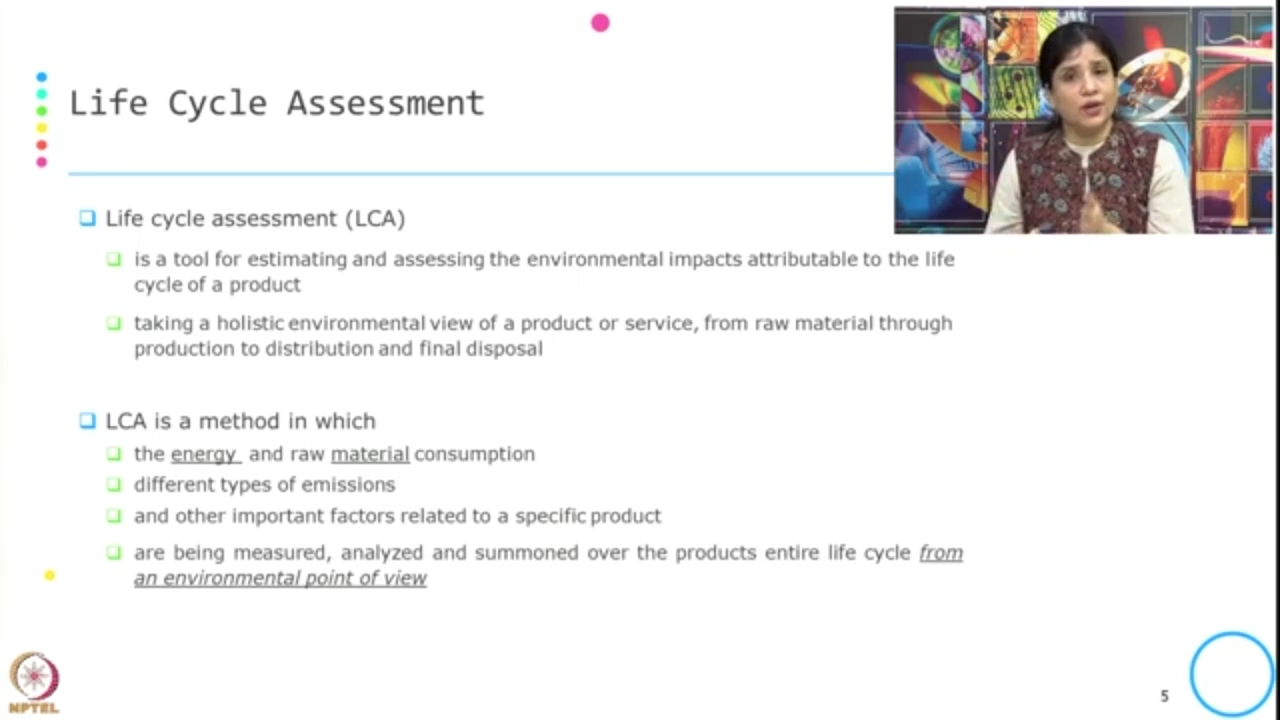 Life Cycle Assessment
Life cycle assessment (LCA)
is a tool for estimating and assessing the environmental impacts attributable to the life
cycle of a product
taking a holistic environmental view of a product or service, from raw material through
production to distribution and final disposal
LCA is a method in which
the energy and raw material consumption
different types of emissions
and other important factors related to a specific product
are being measured, analyzed and summoned over the products entire life cycle from
an environmental point of view
NPTEL
5